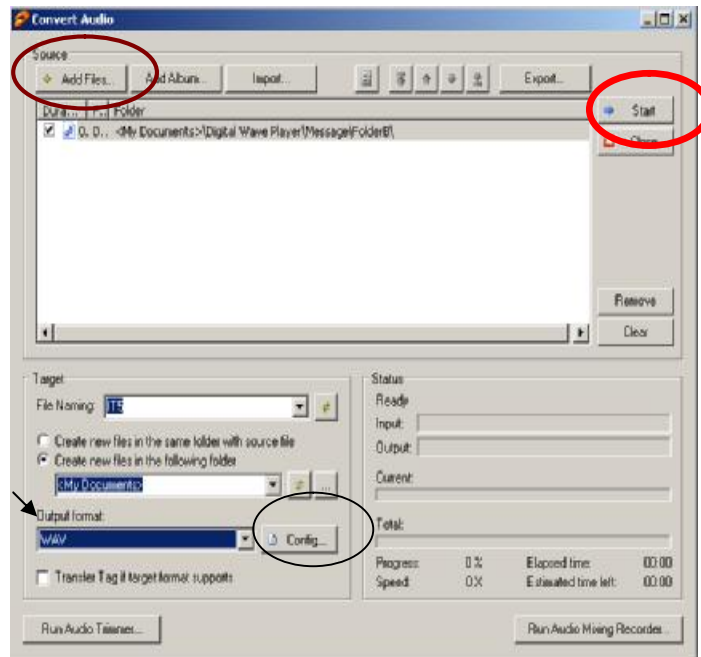 Convert Audio
Source
Add Files... Add Album... Import... Export...
Dura... F... Folder
0. D... <My Documents>\Digital Wave Player\Message\FolderB\
Start
Close
Remove
Clear
Target
File Naming:
Create new files in the same folder with source file
Create new files in the following folder
<My Documents> ...
Output format:
WAV Config...
Transfer Tag if target format supports
Status
Ready
Input:
Output:
Current:
Total:
Progress: 0 % Elapsed time: 00:00
Speed: 0 X Estimated time left: 00:00
Run Audio Trimmer... Run Audio Mixing Recorder...